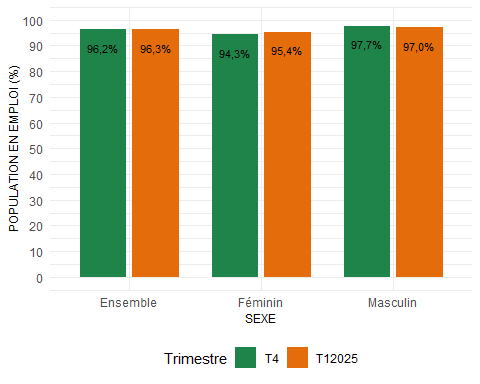 POPULATION EN EMPLOI (%)
100
90
80
70
60
50
40
30
20
10
0
96,2%
96,3%
94,3%
95,4%
97,7%
97,0%
Ensemble
Féminin
Masculin
SEXE
Trimestre
T4
T12025